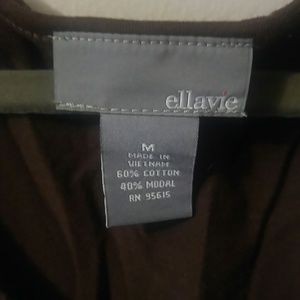 ellavie
M
MADE IN
VIETNAM
60% COTTON
40% MODAL
RN 95615